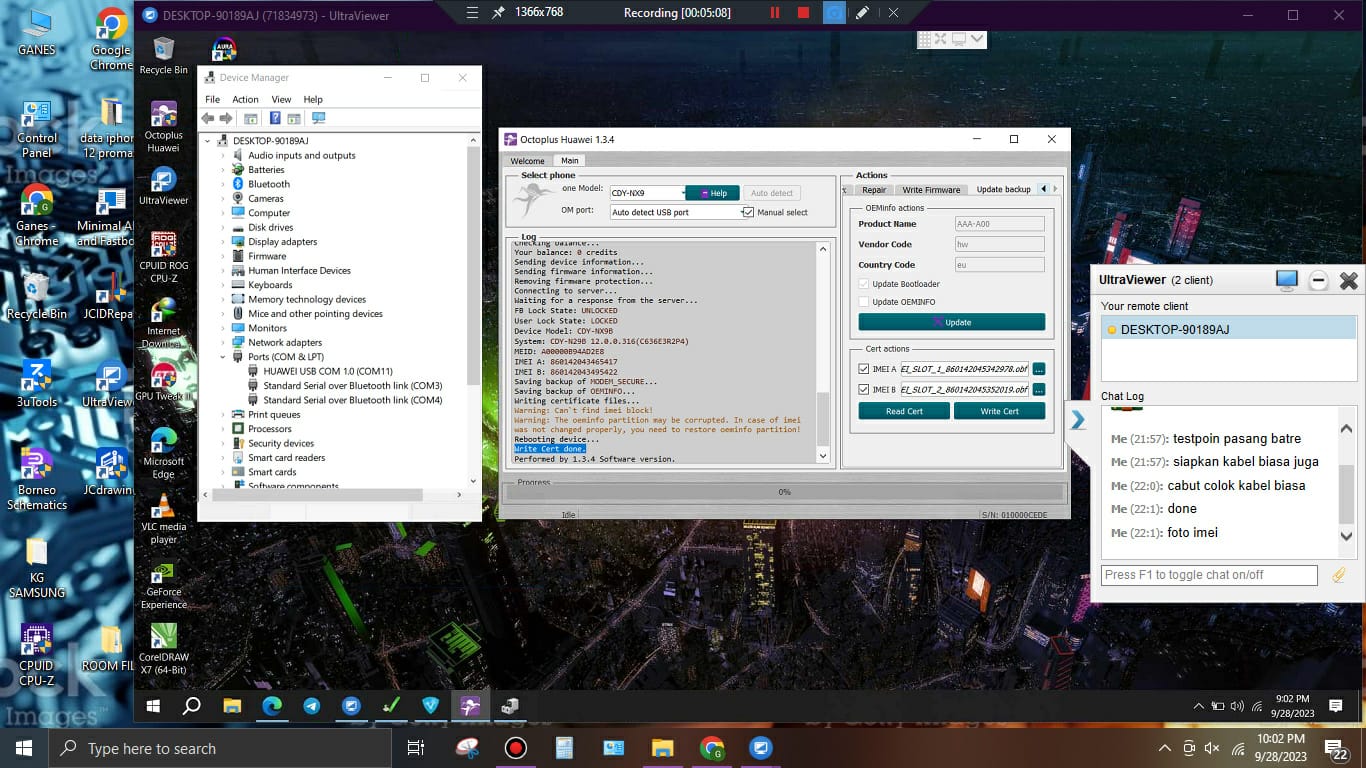 1366x768
Recording [00:05:08]
DESKTOP-90189AJ (71834973) - UltraViewer
GANES
Google
Chrome
Control
Panel
data iphon
12 proma
Ganes -
Chrome
Minimal A
and Fastbo
Recycle Bin
JCIDRepa
3uTools
UltraView
Borneo
Schematics
JCdrawin
KG
SAMSUNG
CPUID
CPU-Z
ROOM FIL
Recycle Bin
Octoplus
Huawei
UltraViewer
CPUID ROG
CPU-Z
Internet
Downloa...
GPU Tweak II
Microsoft
Edge
VLC media
player
GeForce
Experience
CorelDRAW
X7 (64-Bit)
Device Manager
File Action View Help
DESKTOP-90189AJ
Audio inputs and outputs
Batteries
Bluetooth
Cameras
Computer
Disk drives
Display adapters
Firmware
Human Interface Devices
Keyboards
Memory technology devices
Mice and other pointing devices
Monitors
Network adapters
Ports (COM & LPT)
HUAWEI USB COM 1.0 (COM11)
Standard Serial over Bluetooth link (COM3)
Standard Serial over Bluetooth link (COM4)
Print queues
Processors
Security devices
Smart card readers
Smart cards
Software components
Octoplus Huawei 1.3.4
Welcome Main
Select phone
one Model: CDY-NX9 Help Auto detect
OM port: Auto detect USB port Manual select
Log
Checking balance...
Your balance: 0 credits
Sending device information...
Sending firmware information...
Removing firmware protection...
Connecting to server...
Waiting for a response from the server...
FB Lock State: UNLOCKED
User Lock State: LOCKED
Device Model: CDY-NX9B
System: CDY-N29B 12.0.0.316(C636E3R2P4)
MEID: A00000B94AD2E8
IMEI A: 860142043465417
IMEI B: 860142043495422
Saving backup of MODEM_SECURE...
Saving backup of OEMINFO...
Writing certificate files...
Warning: Can`t find imei block!
Warning: The oeminfo partition may be corrupted. In case of imei
was not changed properly, you need to restore oeminfo partition!
Rebooting device...
Write Cert done.
Performed by 1.3.4 Software version.
Actions
Repair Write Firmware Update backup
OEMinfo actions
Product Name AAA-A00
Vendor Code hw
Country Code eu
Update Bootloader
Update OEMINFO
Update
Cert actions
IMEI A EI_SLOT_1_860142045342978.obf ...
IMEI B EI_SLOT_2_860142045352019.obf ...
Read Cert Write Cert
Progress
0%
Idle S/N: 010000CEDE
UltraViewer (2 client)
Your remote client
DESKTOP-90189AJ
Chat Log
Me (21:57): testpoin pasang batre
Me (21:57): siapkan kabel biasa juga
Me (22:0): cabut colok kabel biasa
Me (22:1): done
Me (22:1): foto imei
Press F1 to toggle chat on/off
9:02 PM
9/28/2023
Type here to search
10:02 PM
9/28/2023
22